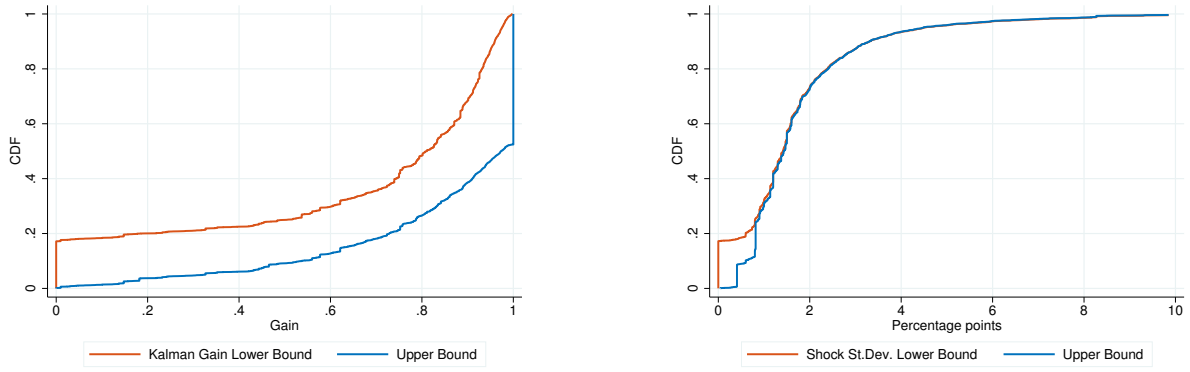 CDF
0 .2 .4 .6 .8 1
0 .2 .4 .6 .8 1
Gain
Kalman Gain Lower Bound Upper Bound
CDF
0 .2 .4 .6 .8 1
0 2 4 6 8 10
Percentage points
Shock St.Dev. Lower Bound Upper Bound